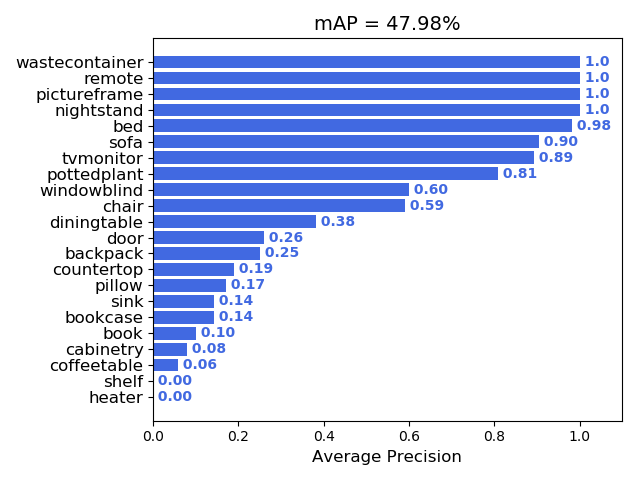 mAP = 47.98%
wastecontainer 1.0
remote 1.0
pictureframe 1.0
nightstand 1.0
bed 0.98
sofa 0.90
tvmonitor 0.89
pottedplant 0.81
windowblind 0.60
chair 0.59
diningtable 0.38
door 0.26
backpack 0.25
countertop 0.19
pillow 0.17
sink 0.14
bookcase 0.14
book 0.10
cabinetry 0.08
coffeetable 0.06
shelf 0.00
heater 0.00
0.0 0.2 0.4 0.6 0.8 1.0
Average Precision